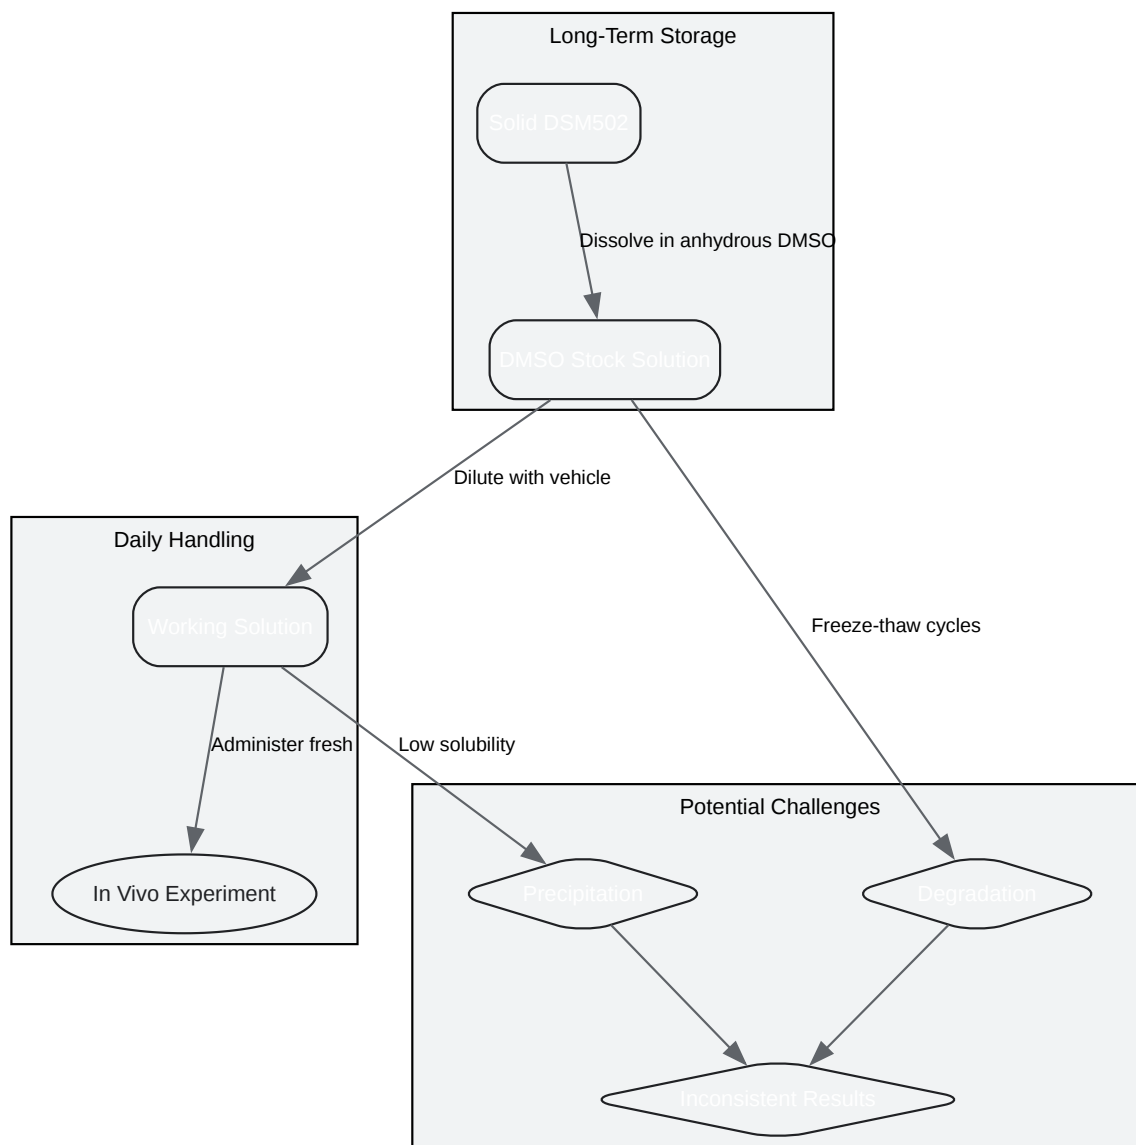 Long-Term Storage
Solid DSM502
Dissolve in anhydrous DMSO
DMSO Stock Solution
Dilute with vehicle
Daily Handling
Working Solution
Freeze-thaw cycles
Administer fresh
Low solubility
Potential Challenges
In Vivo Experiment
Precipitation
Degradation
Inconsistent Results